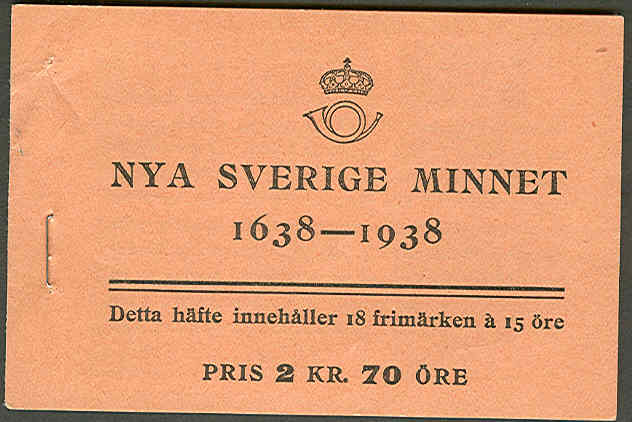 NYA SVERIGE MINNET
1638—1938
Detta häfte innehåller 18 frimärken à 15 öre
PRIS 2 KR. 70 ÖRE